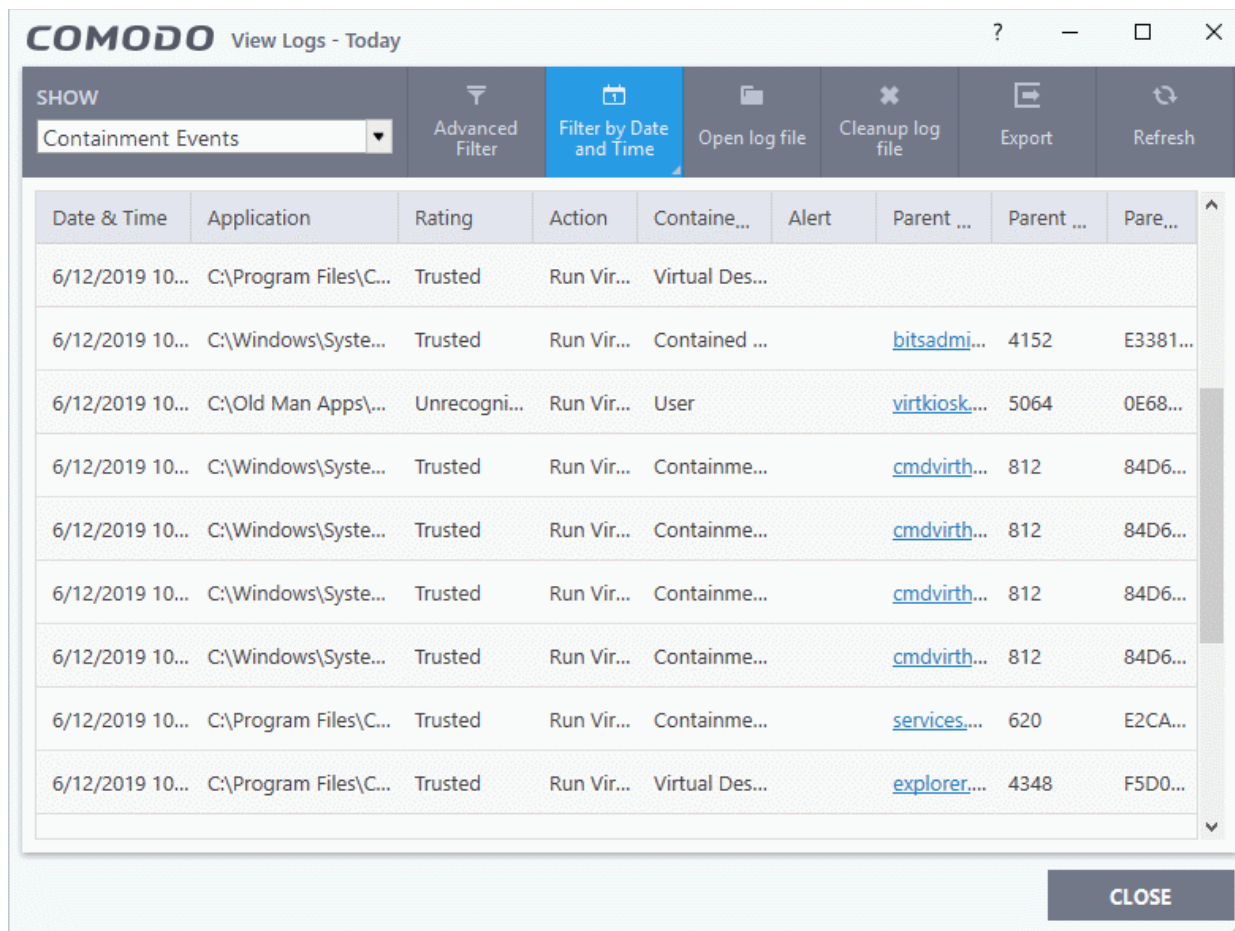 COMODO View Logs - Today
?
SHOW
Containment Events
Advanced Filter
1
Filter by Date and Time
Open log file
Cleanup log file
Export
Refresh
Date & Time Application Rating Action Containe... Alert Parent ... Parent ... Pare...
6/12/2019 10... C:\Program Files\C... Trusted Run Vir... Virtual Des...
6/12/2019 10... C:\Windows\Syste... Trusted Run Vir... Contained ... bitsadmi... 4152 E3381...
6/12/2019 10... C:\Old Man Apps\... Unrecogni... Run Vir... User virtkiosk.... 5064 0E68...
6/12/2019 10... C:\Windows\Syste... Trusted Run Vir... Containme... cmdvirth... 812 84D6...
6/12/2019 10... C:\Windows\Syste... Trusted Run Vir... Containme... cmdvirth... 812 84D6...
6/12/2019 10... C:\Windows\Syste... Trusted Run Vir... Containme... cmdvirth... 812 84D6...
6/12/2019 10... C:\Windows\Syste... Trusted Run Vir... Containme... cmdvirth... 812 84D6...
6/12/2019 10... C:\Program Files\C... Trusted Run Vir... Containme... services.... 620 E2CA...
6/12/2019 10... C:\Program Files\C... Trusted Run Vir... Virtual Des... explorer.... 4348 F5D0...
CLOSE